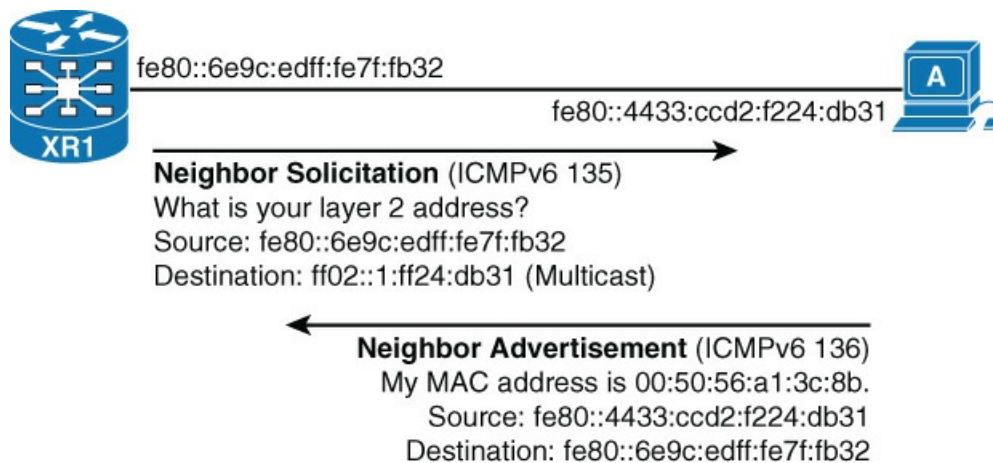 fe80::6e9c:edff:fe7f:fb32
A
fe80::4433:ccd2:f224:db31
XR1
Neighbor Solicitation (ICMPv6 135)
What is your layer 2 address?
Source: fe80::6e9c:edff:fe7f:fb32
Destination: ff02::1:ff24:db31 (Multicast)
Neighbor Advertisement (ICMPv6 136)
My MAC address is 00:50:56:a1:3c:8b.
Source: fe80::4433:ccd2:f224:db31
Destination: fe80::6e9c:edff:fe7f:fb32